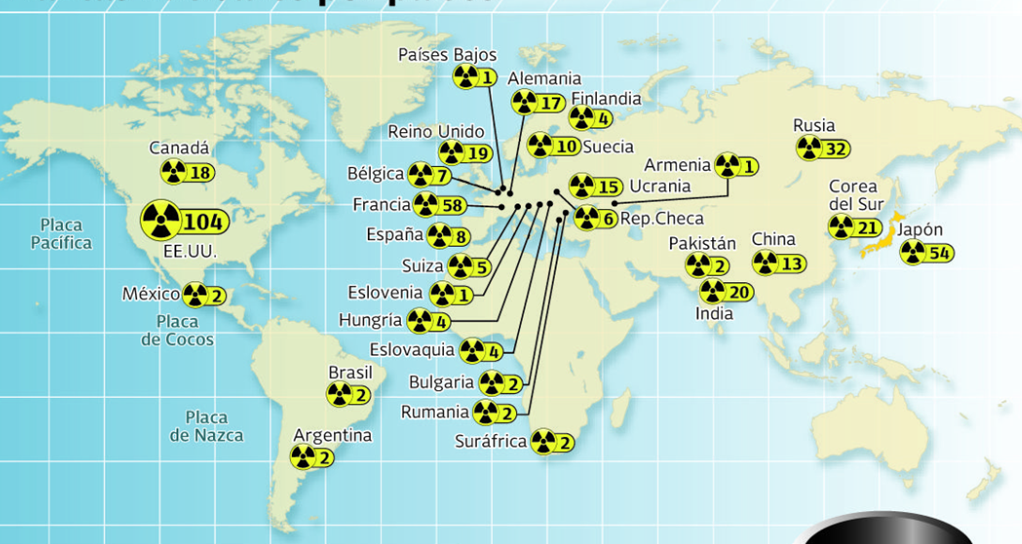 Países Bajos
1
Alemania
17
Finlandia
4
Reino Unido
19
10 Suecia
Rusia
32
Canadá
18
Bélgica 7
Armenia 1
15 Ucrania
Corea
del Sur
21
Francia 58
104
EE.UU.
6 Rep.Checa
Placa
Pacífica
España 8
Japón
54
Pakistán
2
China
13
Suiza 5
20
India
Eslovenia 1
México 2
Hungría 4
Placa
de Cocos
Eslovaquia 4
Brasil
2
Bulgaria 2
Rumania 2
Placa
de Nazca
Argentina
2
Suráfrica 2